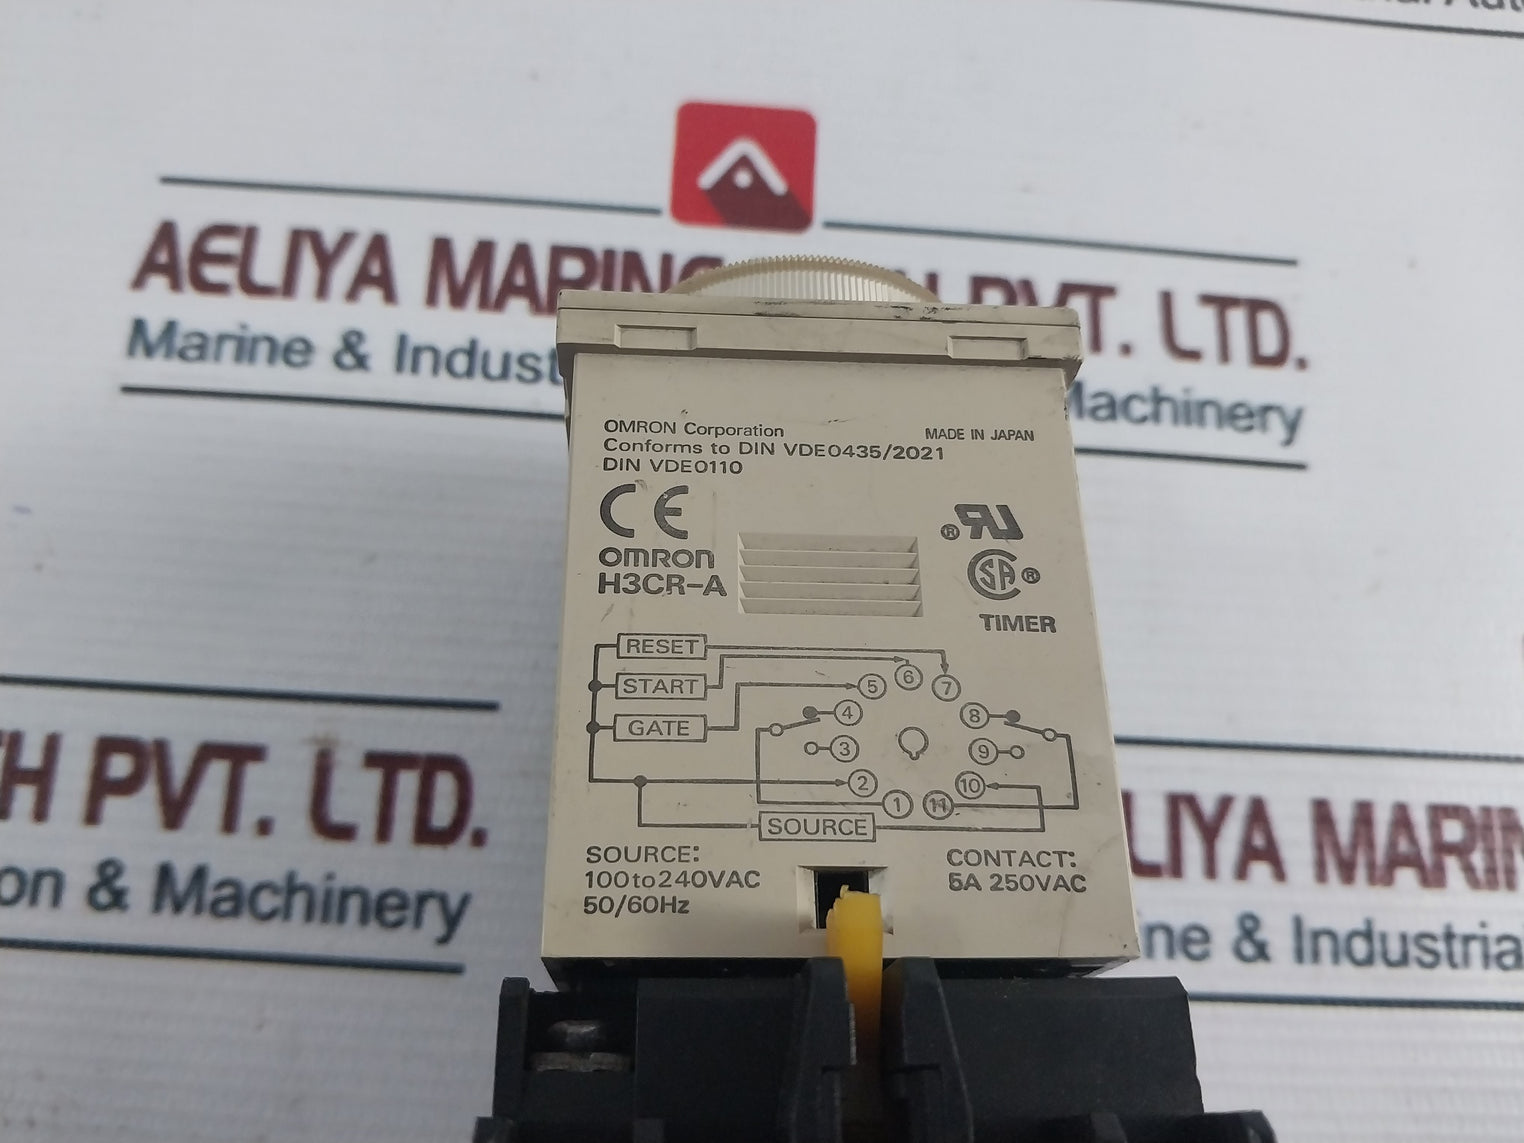 AELIYA MARIN PVT. LTD.
Marine & Indust Machinery
OMRON Corporation MADE IN JAPAN
Conforms to DIN VDE0435/2021
DIN VDE0110
CE
OMRON
H3CR-A
TIMER
RESET
START
GATE
5 6 7
4 8
3 9
2 10
1 11
SOURCE
SOURCE:
100to240VAC
50/60Hz
CONTACT:
5A 250VAC
TH PVT. LTD.
on & Machinery
LIYA MARIN
ne & Industria